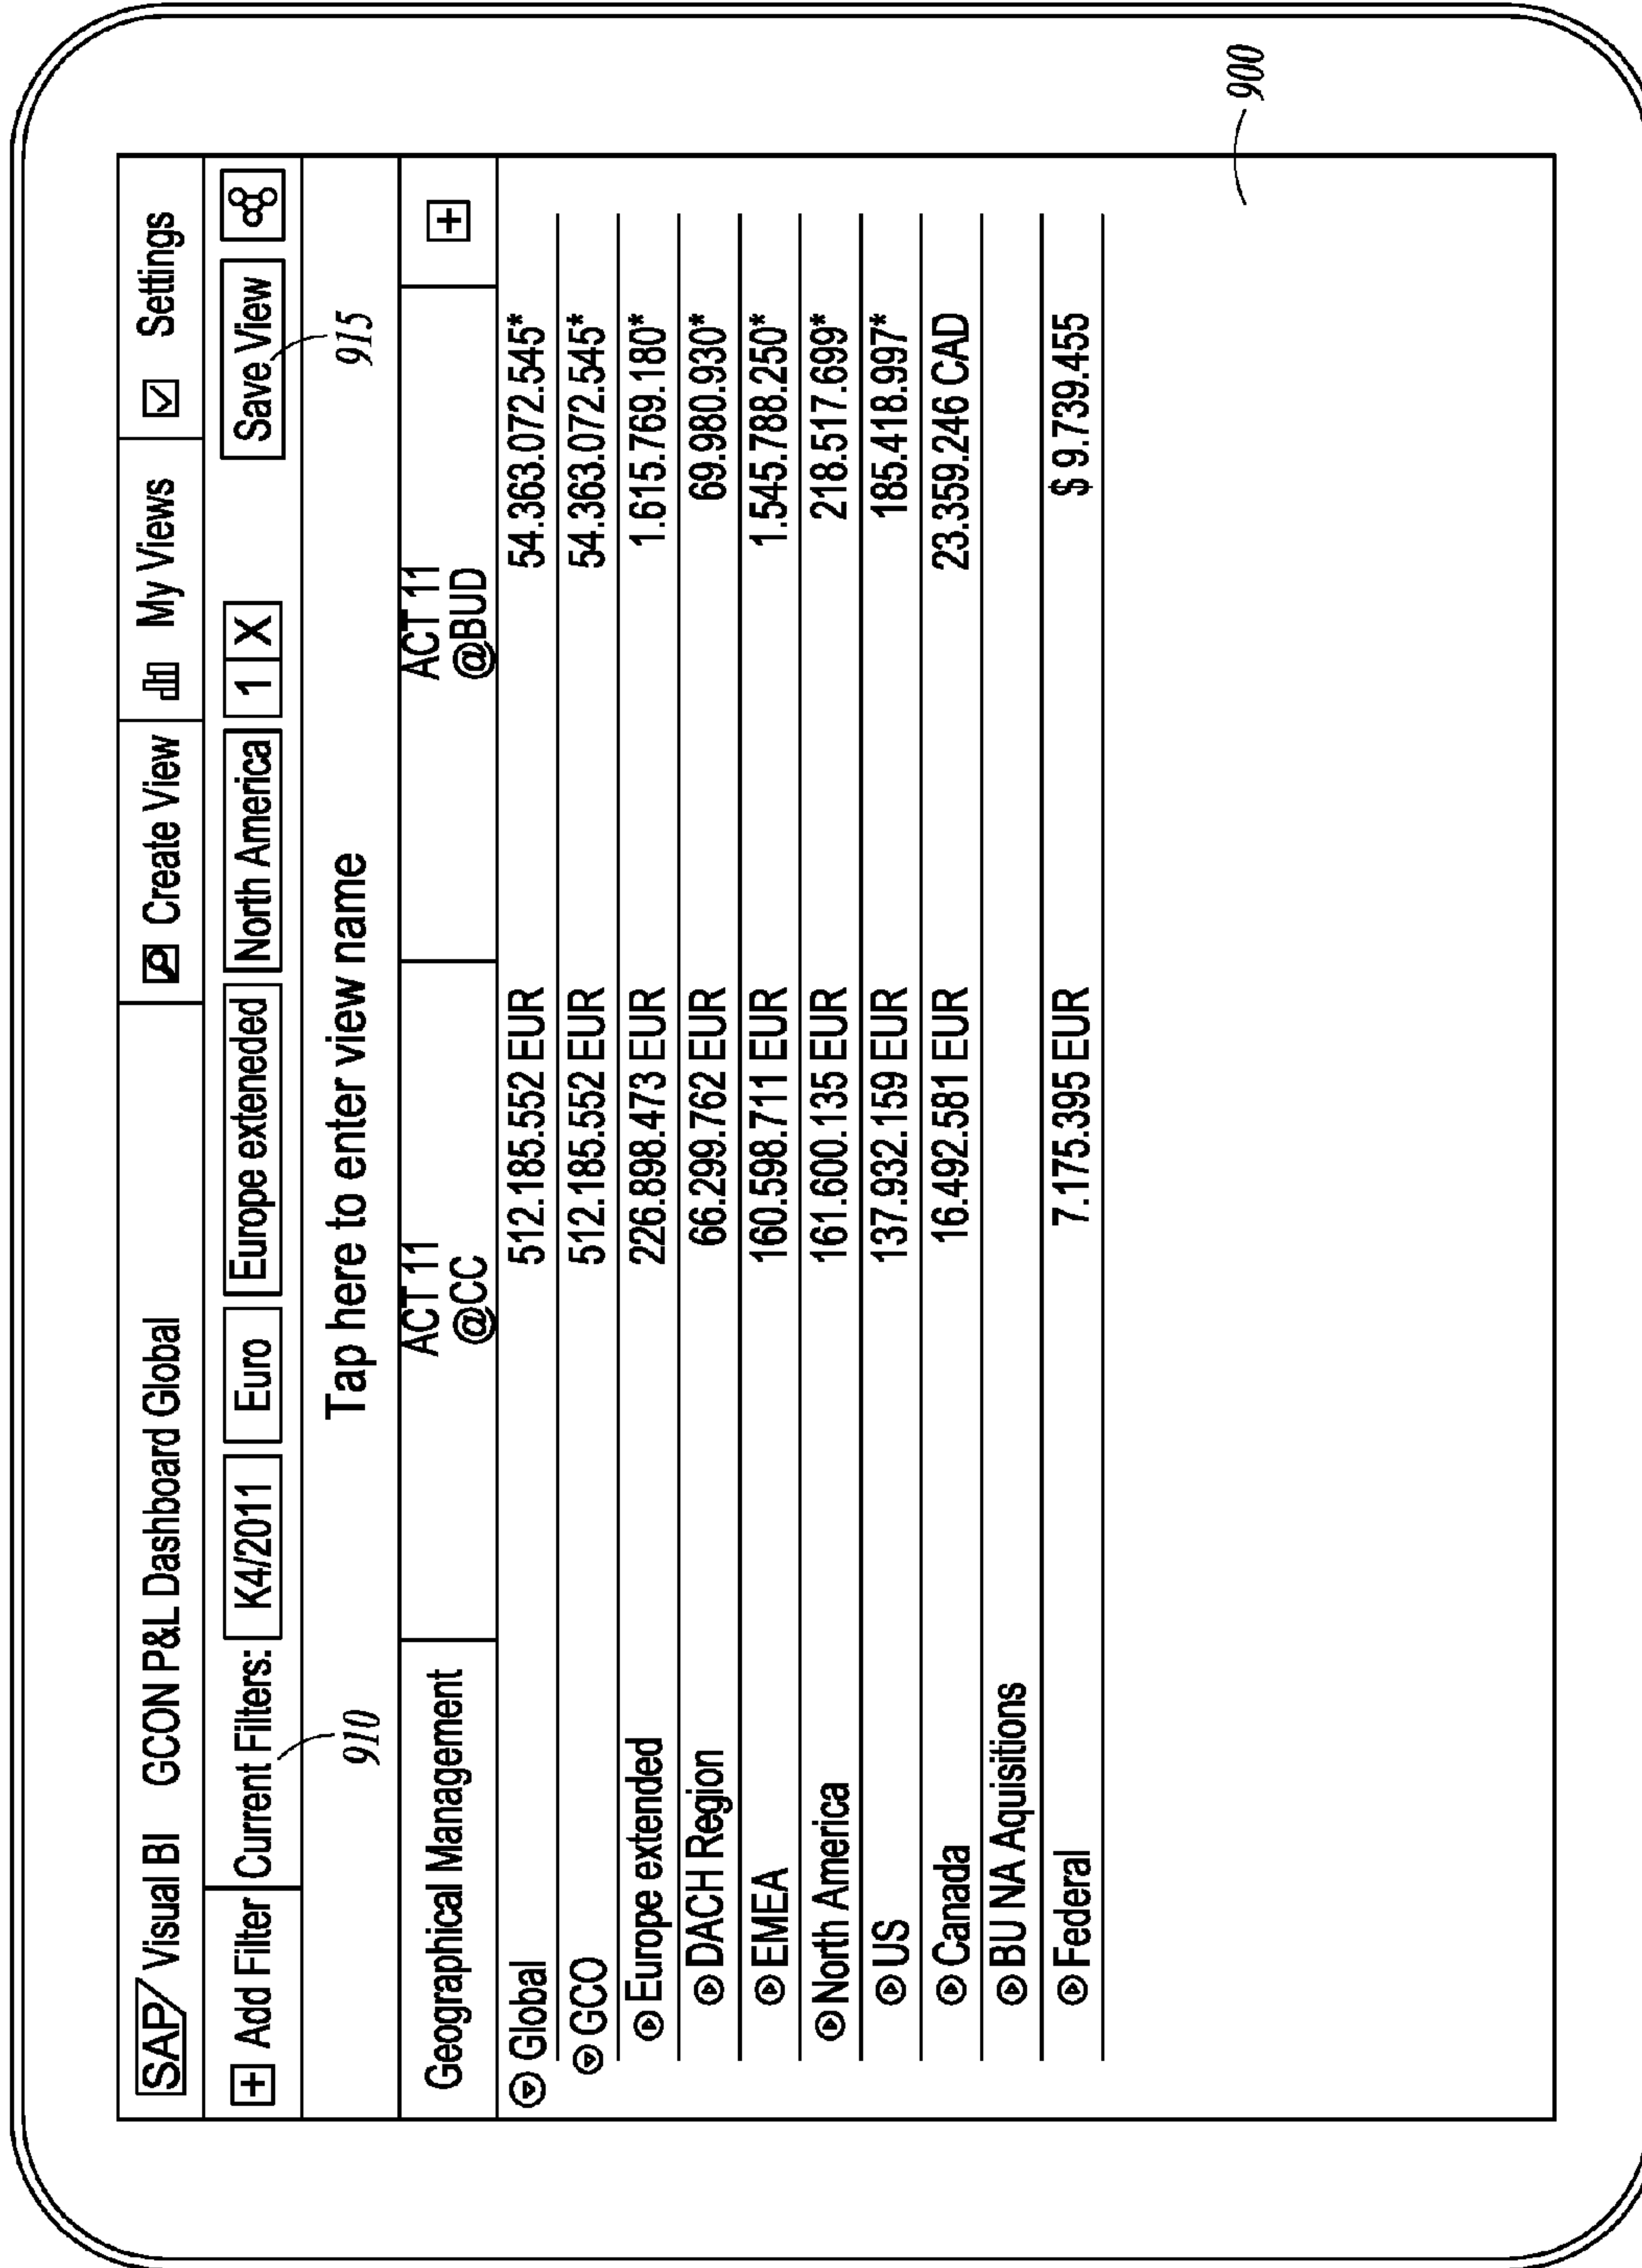 SAP Visual BI GCON P&L Dashboard Global Create View My Views Settings
Add Filter Current Filters: K4/2011 Euro Europe exteneded North America 1 X Save View
910
915
Tap here to enter view name
Geographical Management ACT 11 @CC ACT 11 @BUD
Global 512.185.552 EUR 54.363.072.545*
GCO 512.185.552 EUR 54.363.072.545*
Europe extended 226.898.473 EUR 1.615.769.180*
DACH Region 66.299.762 EUR 69.980.930*
EMEA 160.598.711 EUR 1.545.788.250*
North America 161.600.135 EUR 218.517.699*
US 137.932.159 EUR 185.418.997*
Canada 16.492.581 EUR 23.359.246 CAD
BU NA Aquisitions
Federal 7.175.395 EUR $ 9.739.455
900